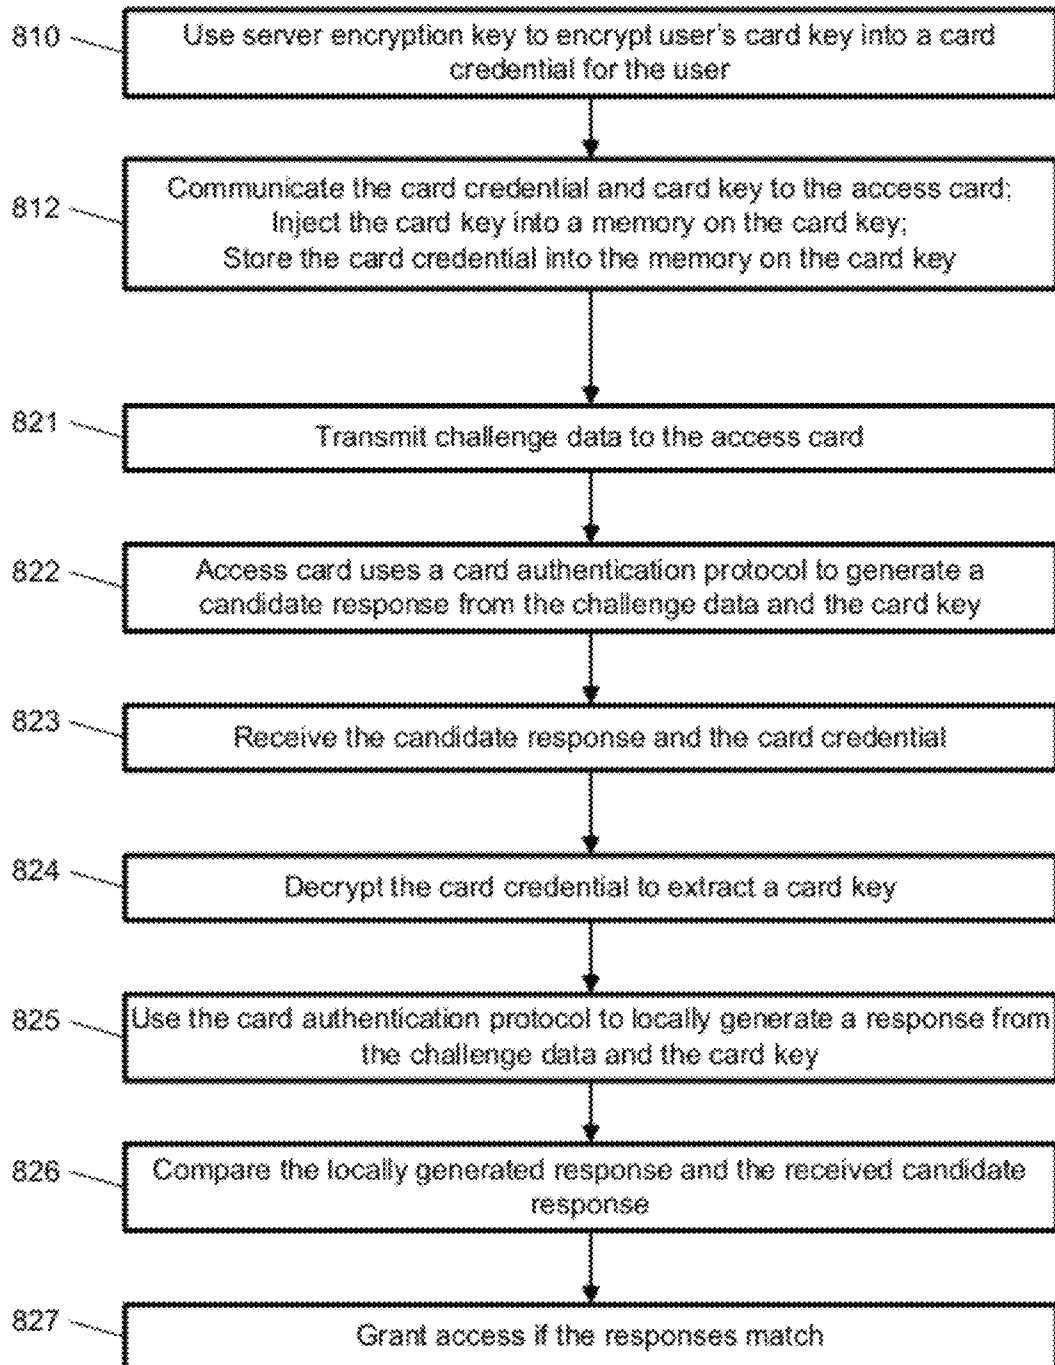 810
Use server encryption key to encrypt user's card key into a card
credential for the user
812
Communicate the card credential and card key to the access card;
Inject the card key into a memory on the card key;
Store the card credential into the memory on the card key
821
Transmit challenge data to the access card
822
Access card uses a card authentication protocol to generate a
candidate response from the challenge data and the card key
823
Receive the candidate response and the card credential
824
Decrypt the card credential to extract a card key
825
Use the card authentication protocol to locally generate a response from
the challenge data and the card key
826
Compare the locally generated response and the received candidate
response
827
Grant access if the responses match